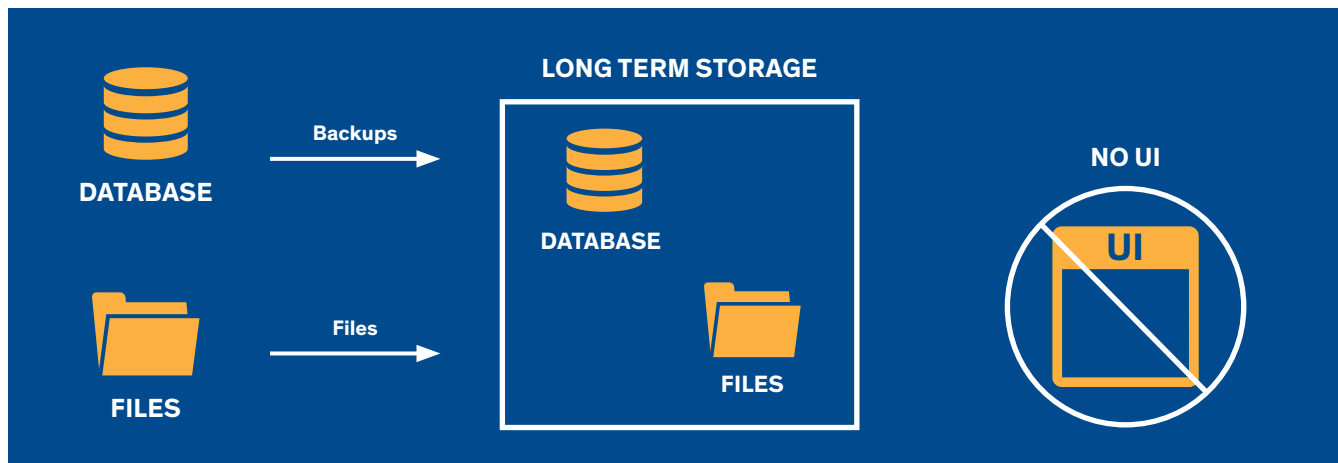 LONG TERM STORAGE
Backups
DATABASE
DATABASE
Files
FILES
FILES
NO UI
UI